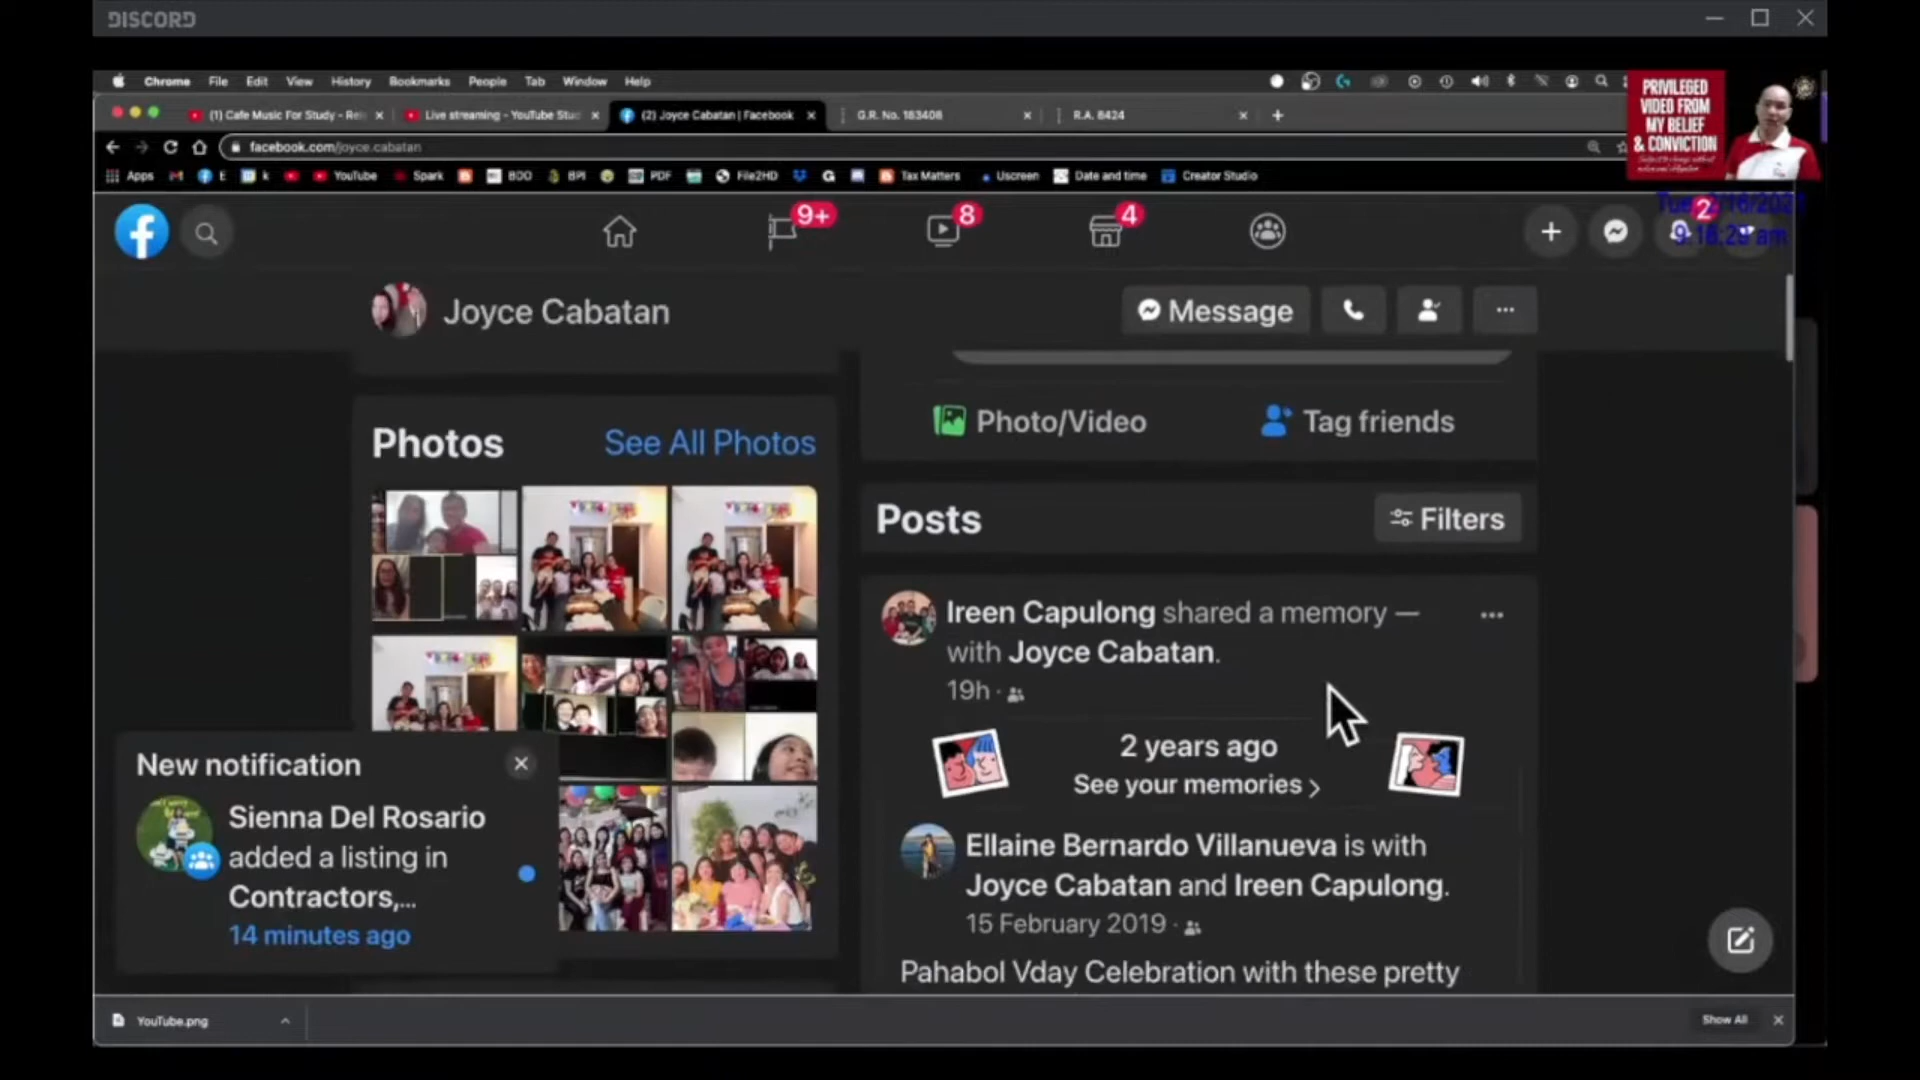 DISCORD
Chrome File Edit View History Bookmarks People Tab Window Help
(1) Cafe Music For Study - Rel
Live streaming - YouTube Stud
(2) Joyce Cabatan | Facebook
G.R. No. 183408
R.A. 8424
facebook.com/joyce.cabatan
Apps E k YouTube Spark BDO BPI PDF File2HD G Tax Matters Uscreen Date and time Creator Studio
PRIVILEGED
VIDEO FROM
MY BELIEF
& CONVICTION
9+
8
4
2
Joyce Cabatan
Message
Photo/Video
Tag friends
Photos
See All Photos
Posts
Filters
Ireen Capulong shared a memory —
with Joyce Cabatan.
19h ·
2 years ago
See your memories >
Ellaine Bernardo Villanueva is with
Joyce Cabatan and Ireen Capulong.
15 February 2019 ·
Pahabol Vday Celebration with these pretty
New notification
Sienna Del Rosario
added a listing in
Contractors,...
14 minutes ago
YouTube.png
Show All